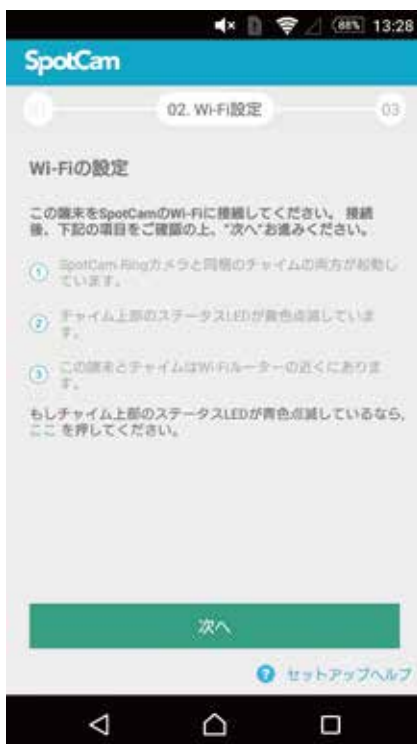 88% 13:28
SpotCam
02. Wi-Fi設定
03
Wi-Fiの設定
この端末をSpotCamのWi-Fiに接続してください。 接続
後、下記の項目をご確認の上、"次へ"お進みください。
1 SpotCam Ringカメラと同梱のチャイムの両方が起動し
ています。
2 チャイム上部のステータスLEDが黄色点滅していま
す。
3 この端末とチャイムはWi-Fiルーターの近くにありま
す。
もしチャイム上部のステータスLEDが点滅しているなら、
ここ を押してください。
次へ
? セットアップヘルプ